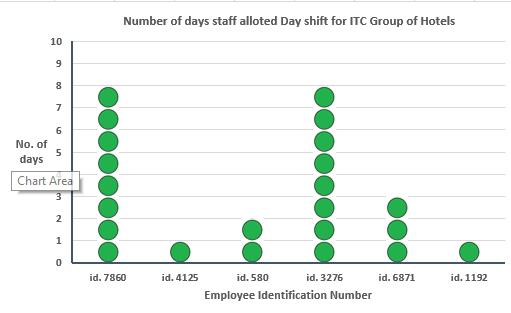 Number of days staff alloted Day shift for ITC Group of Hotels
10
9
8
7
6
No. of
days
5
Chart Area
3
2
1
0
id. 7860 id. 4125 id. 580 id. 3276 id. 6871 id. 1192
Employee Identification Number